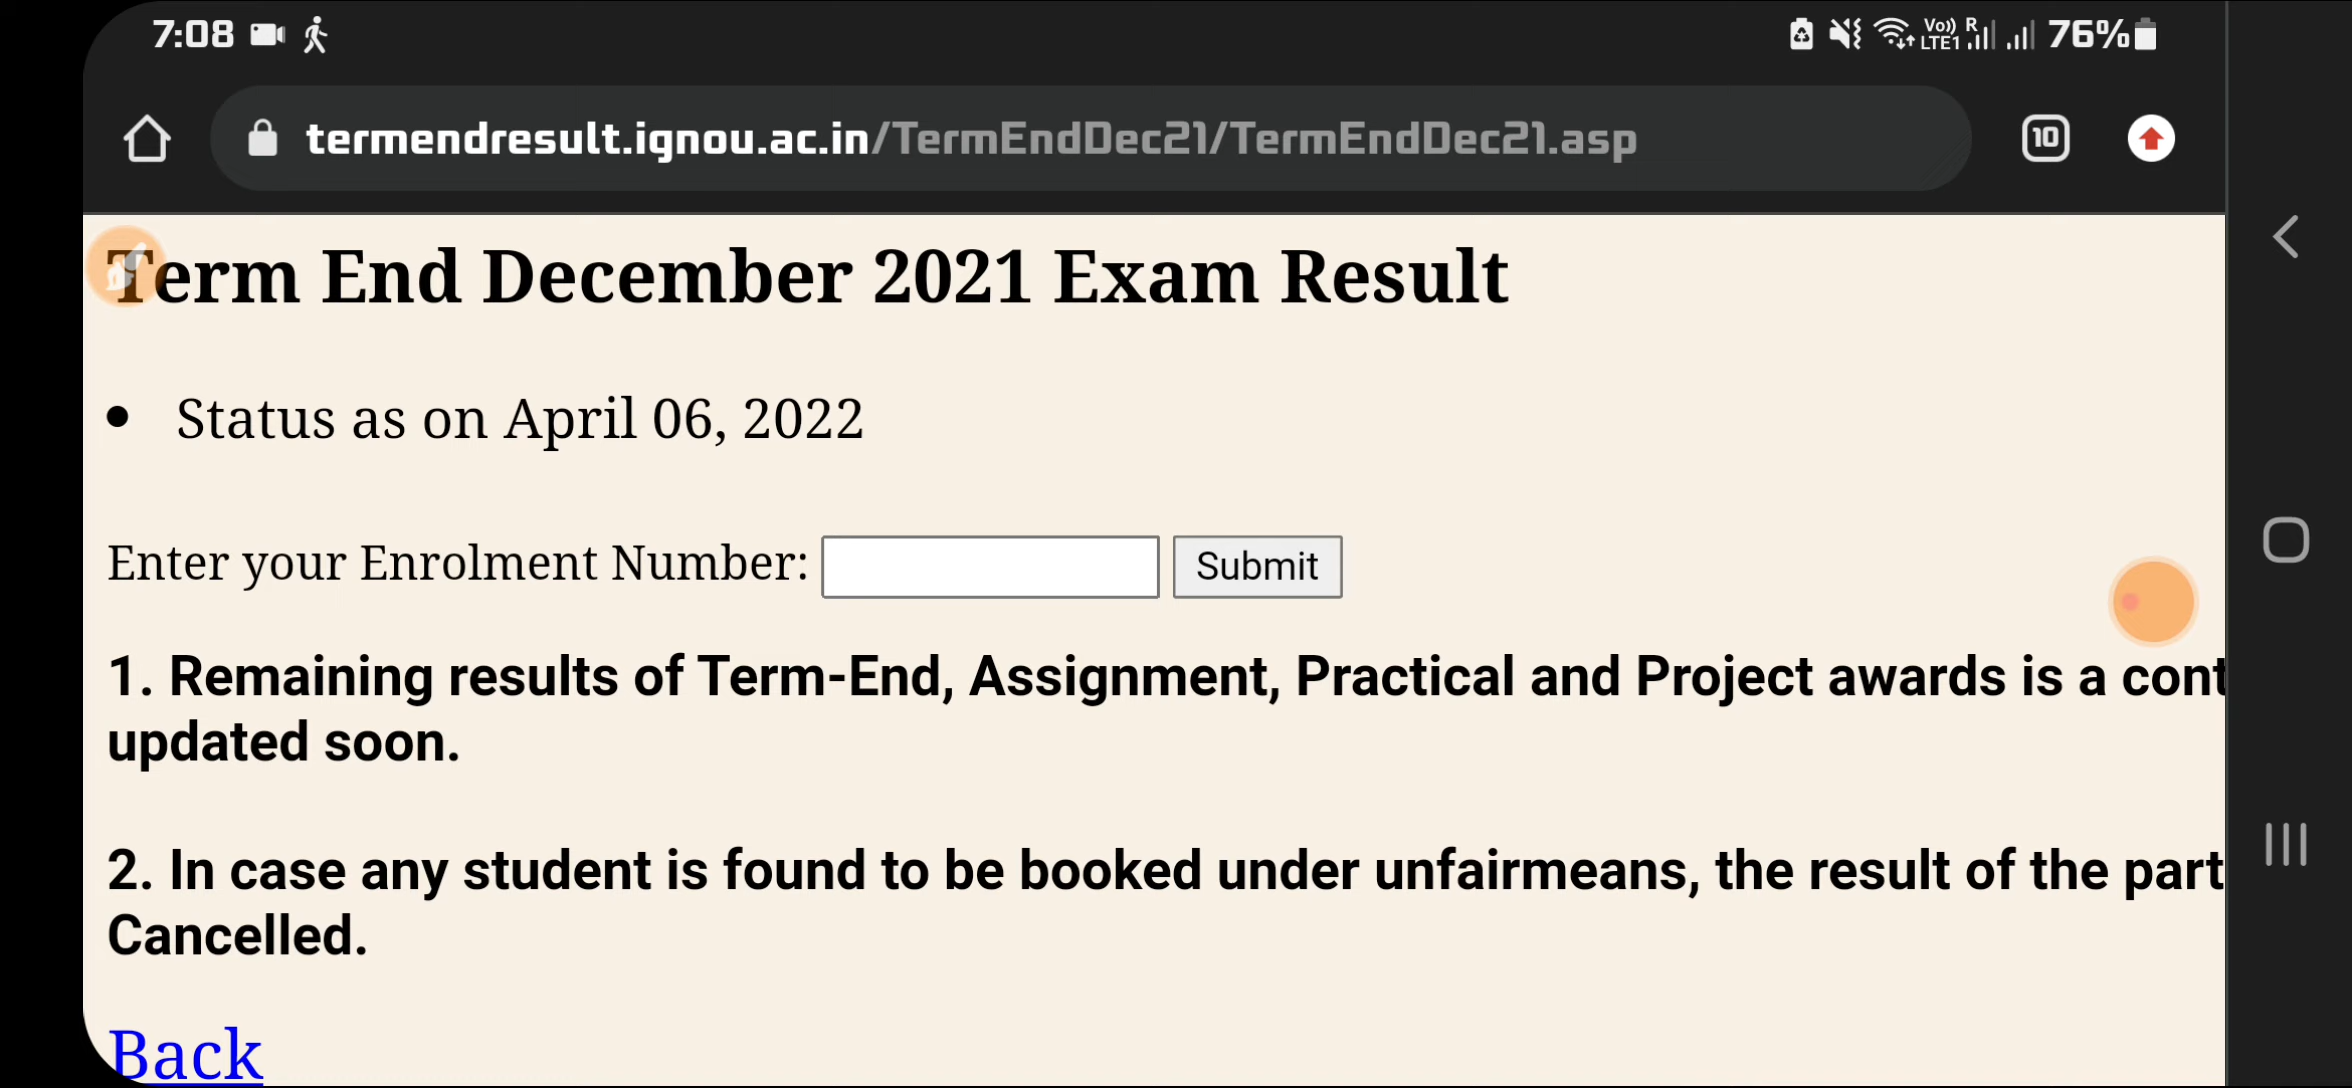 7:08
Vo)) R
LTE1
76%
termendresult.ignou.ac.in/TermEndDec21/TermEndDec21.asp
10
Term End December 2021 Exam Result
• Status as on April 06, 2022
Enter your Enrolment Number: Submit
1. Remaining results of Term-End, Assignment, Practical and Project awards is a cont
updated soon.
2. In case any student is found to be booked under unfairmeans, the result of the part
Cancelled.
Back